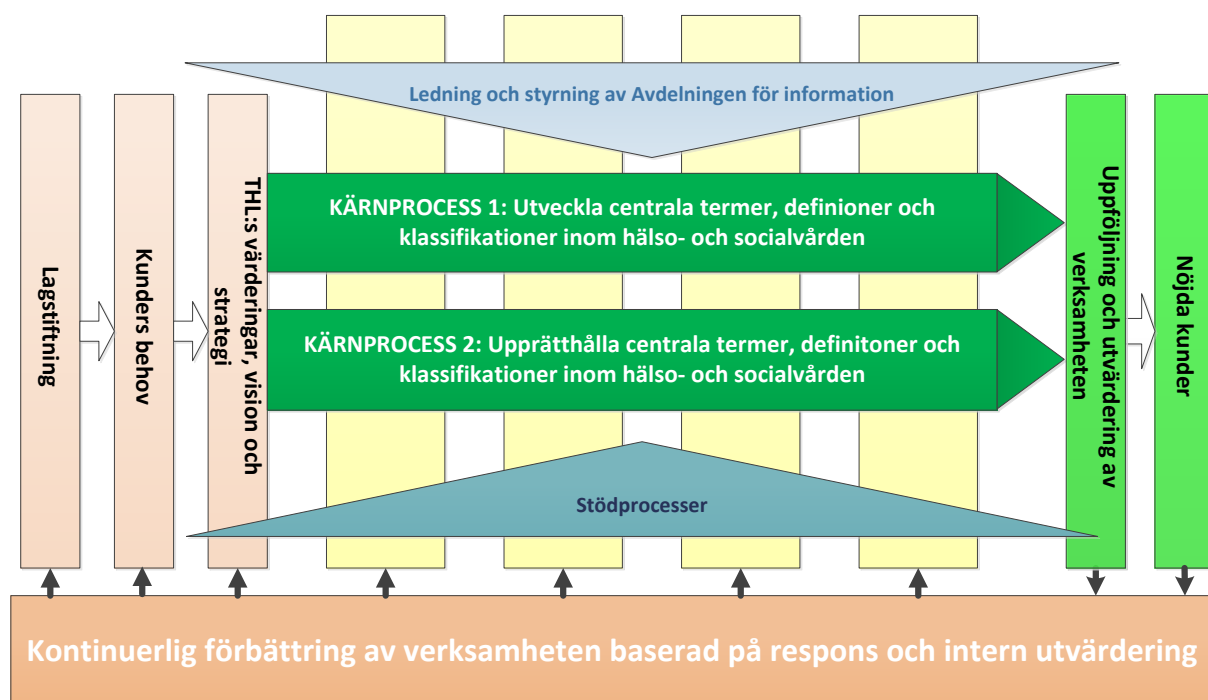 Ledning och styrning av Avdelningen för information
Lagstiftning
Kunders behov
THL:s värderingar, vision och
strategi
KÄRNPROCESS 1: Utveckla centrala termer, definioner och
klassifikationer inom hälso- och socialvården
KÄRNPROCESS 2: Upprätthålla centrala termer, definitoner och
klassifikationer inom hälso- och socialvården
Uppföljning och utvärdering av
verksamheten
Nöjda kunder
Stödprocesser
Kontinuerlig förbättring av verksamheten baserad på respons och intern utvärdering